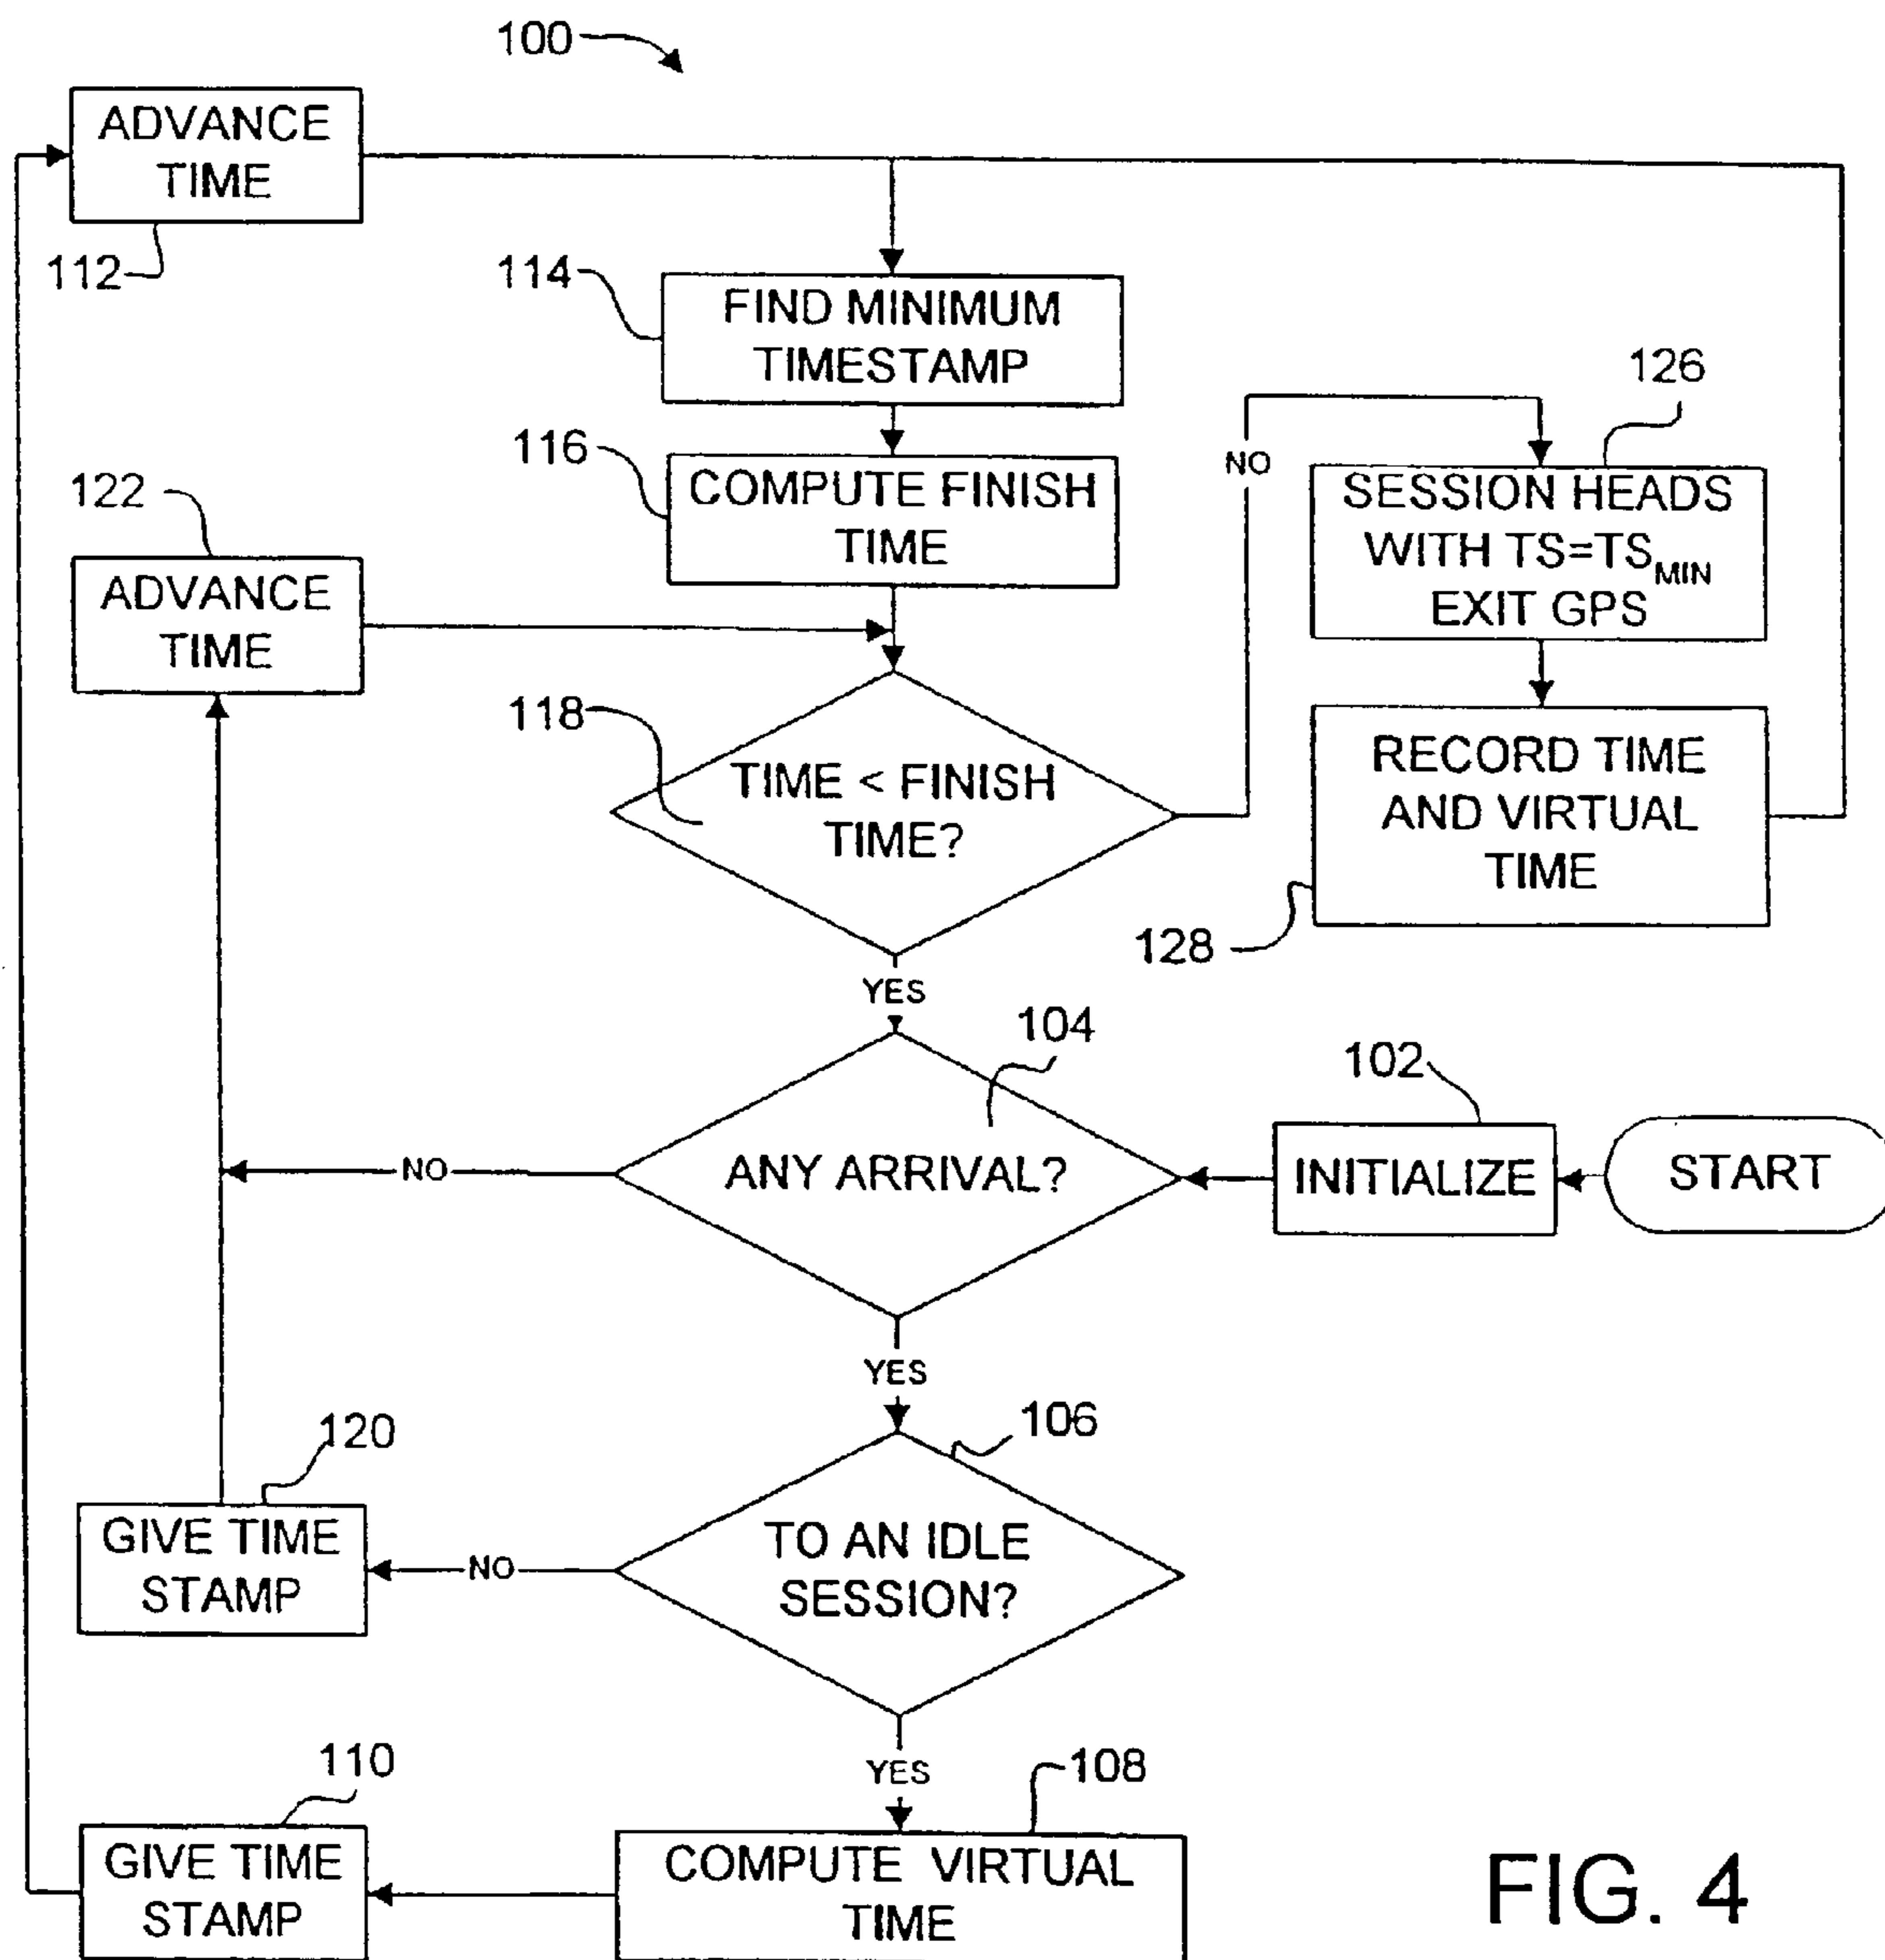 100
ADVANCE
TIME
112
114
FIND MINIMUM
TIMESTAMP
116
COMPUTE FINISH
TIME
122
ADVANCE
TIME
118
TIME < FINISH
TIME?
NO
126
SESSION HEADS
WITH TS=TSMIN
EXIT GPS
RECORD TIME
AND VIRTUAL
TIME
128
YES
104
ANY ARRIVAL?
NO
102
INITIALIZE
START
YES
106
TO AN IDLE
SESSION?
NO
120
GIVE TIME
STAMP
YES
108
COMPUTE VIRTUAL
TIME
110
GIVE TIME
STAMP
FIG. 4